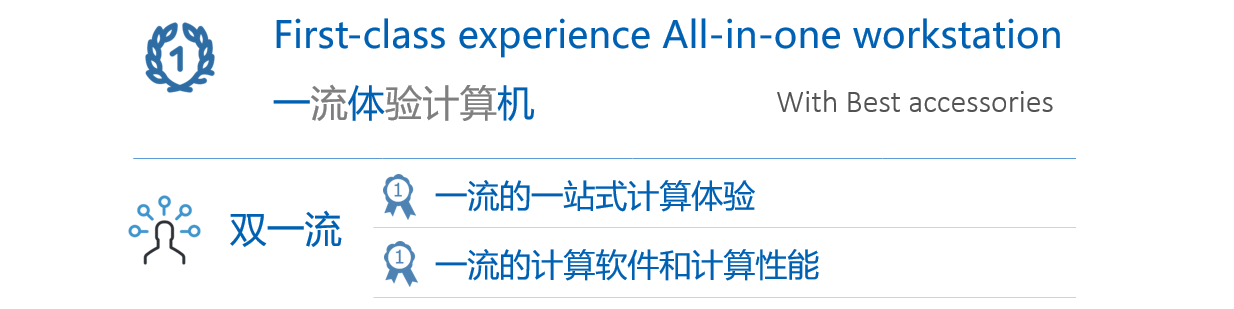 1
First-class experience All-in-one workstation
一流体验计算机
With Best accessories
双一流
1
一流的一站式计算体验
1
一流的计算软件和计算性能